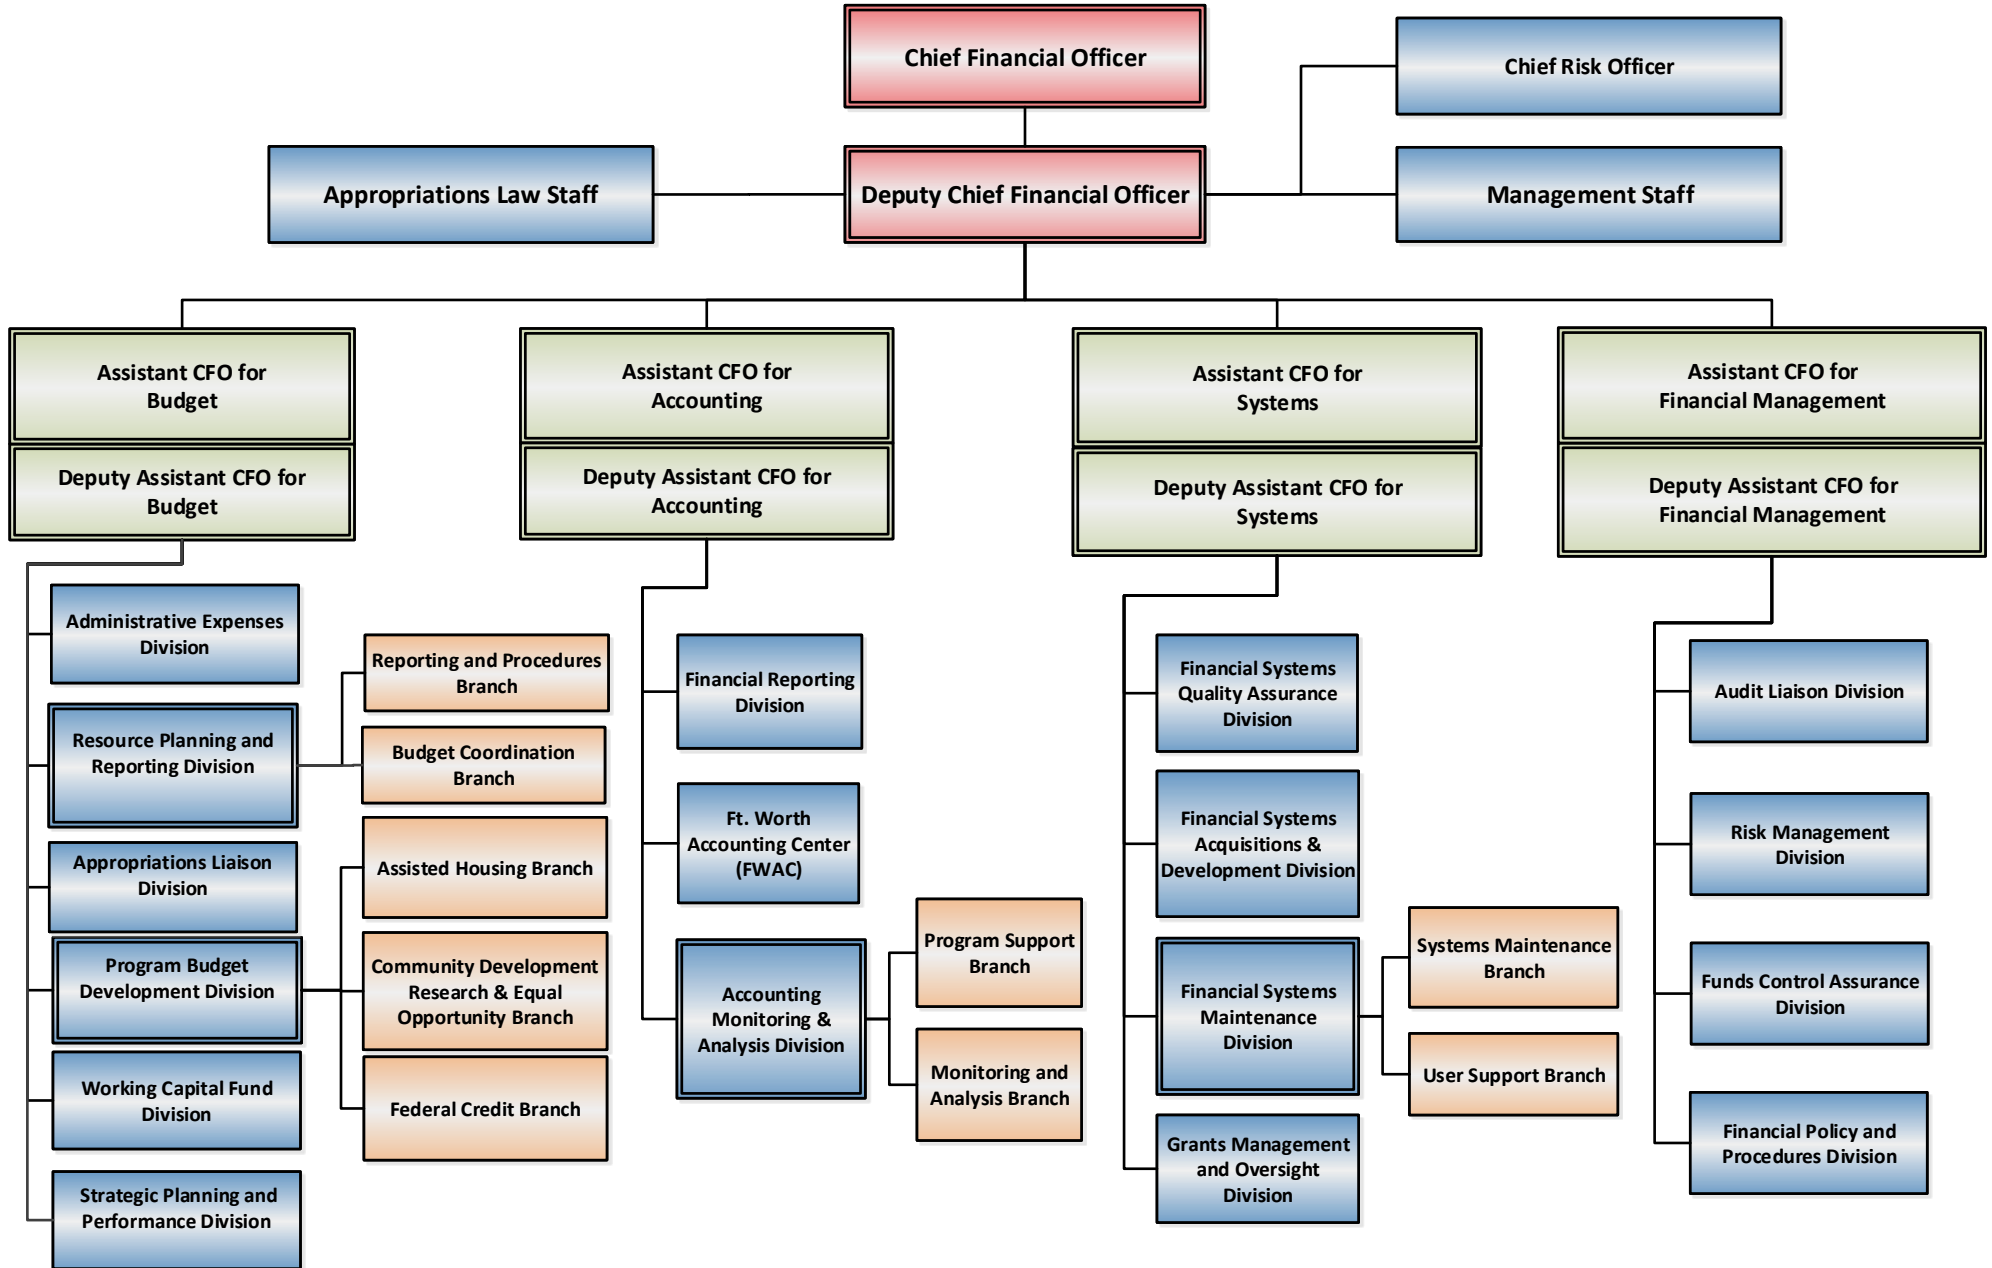 Chief Financial Officer
Chief Risk Officer
Appropriations Law Staff
Deputy Chief Financial Officer
Management Staff
Assistant CFO for
Budget
Deputy Assistant CFO for
Budget
Assistant CFO for
Accounting
Deputy Assistant CFO for
Accounting
Assistant CFO for
Systems
Deputy Assistant CFO for
Systems
Assistant CFO for
Financial Management
Deputy Assistant CFO for
Financial Management
Administrative Expenses
Division
Resource Planning and
Reporting Division
Reporting and Procedures
Branch
Budget Coordination
Branch
Appropriations Liaison
Division
Program Budget
Development Division
Assisted Housing Branch
Community Development
Research & Equal
Opportunity Branch
Federal Credit Branch
Working Capital Fund
Division
Strategic Planning and
Performance Division
Financial Reporting
Division
Ft. Worth
Accounting Center
(FWAC)
Accounting
Monitoring &
Analysis Division
Program Support
Branch
Monitoring and
Analysis Branch
Financial Systems
Quality Assurance
Division
Financial Systems
Acquisitions &
Development Division
Financial Systems
Maintenance
Division
Systems Maintenance
Branch
User Support Branch
Grants Management
and Oversight
Division
Audit Liaison Division
Risk Management
Division
Funds Control Assurance
Division
Financial Policy and
Procedures Division